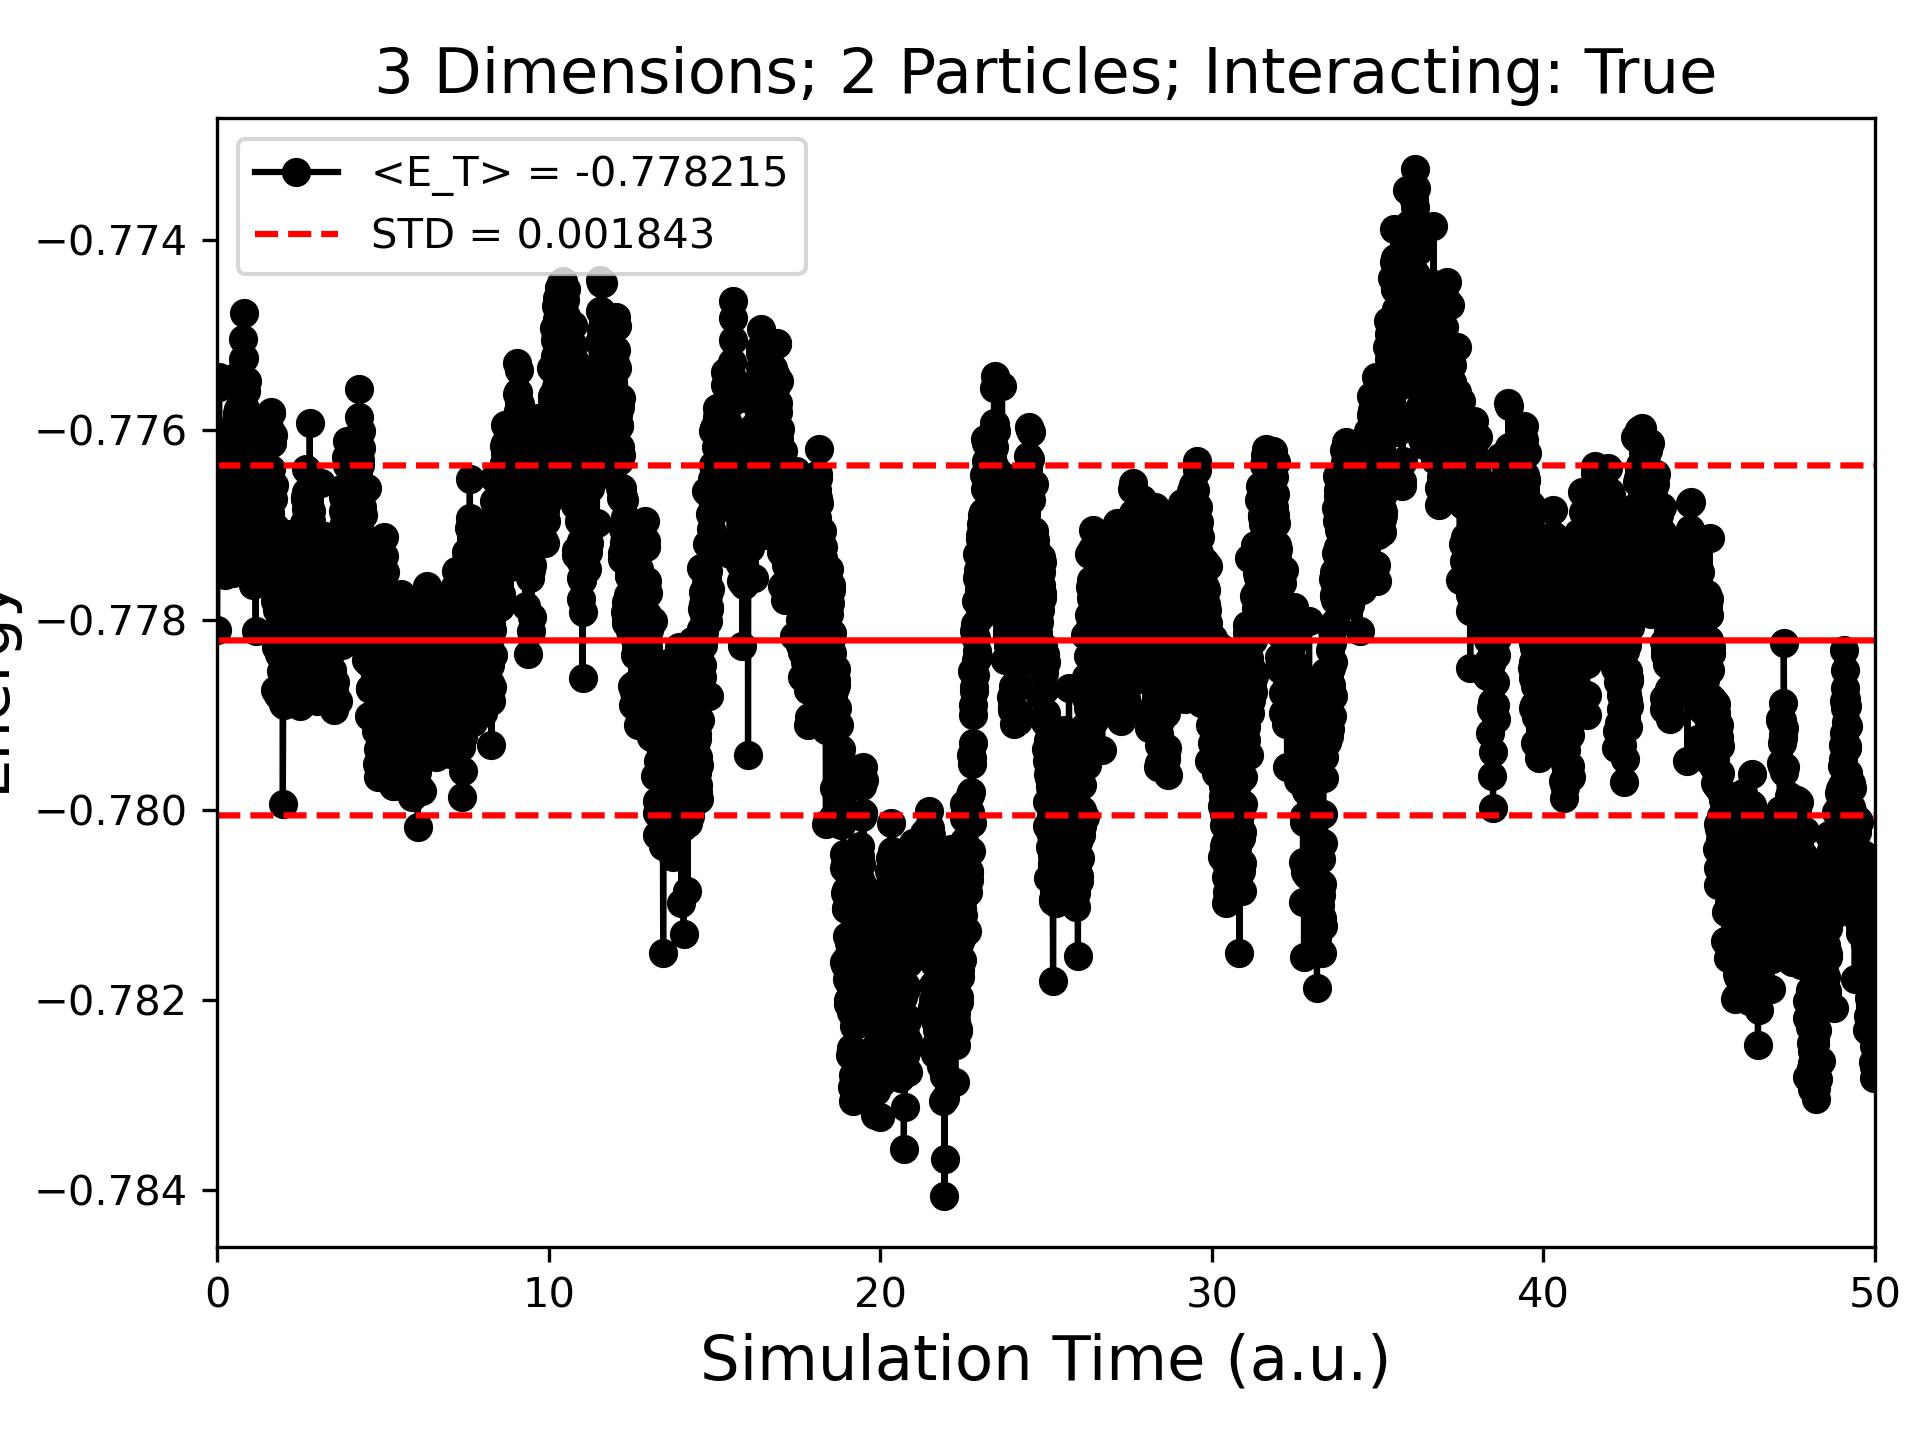 3 Dimensions; 2 Particles; Interacting: True
<E_T> = -0.778215
STD = 0.001843
−0.774
−0.776
−0.778
−0.780
−0.782
−0.784
Energy
0 10 20 30 40 50
Simulation Time (a.u.)